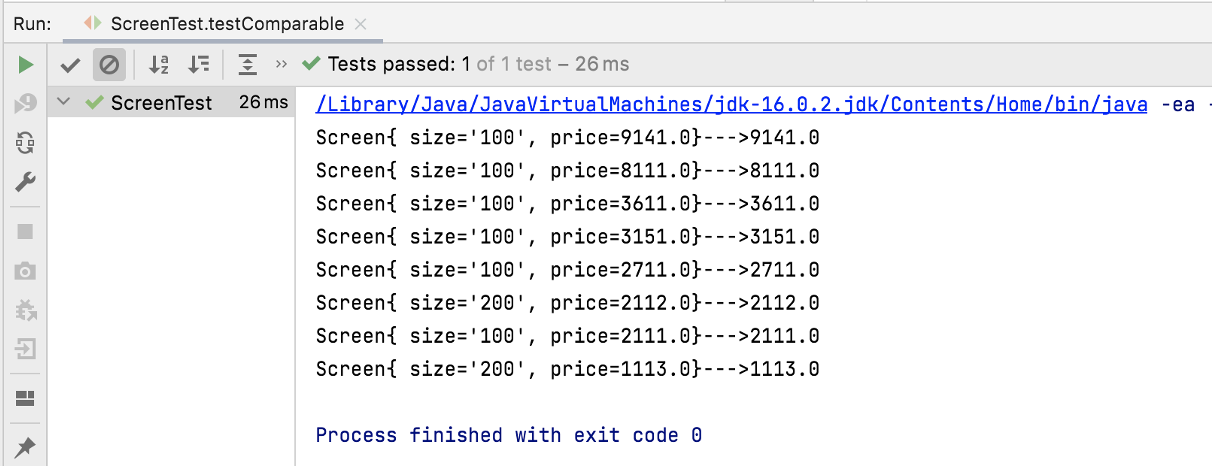 Run: ScreenTest.testComparable
Tests passed: 1 of 1 test – 26 ms
ScreenTest 26 ms
/Library/Java/JavaVirtualMachines/jdk-16.0.2.jdk/Contents/Home/bin/java -ea -
Screen{ size='100', price=9141.0}--->9141.0
Screen{ size='100', price=8111.0}--->8111.0
Screen{ size='100', price=3611.0}--->3611.0
Screen{ size='100', price=3151.0}--->3151.0
Screen{ size='100', price=2711.0}--->2711.0
Screen{ size='200', price=2112.0}--->2112.0
Screen{ size='100', price=2111.0}--->2111.0
Screen{ size='200', price=1113.0}--->1113.0
Process finished with exit code 0